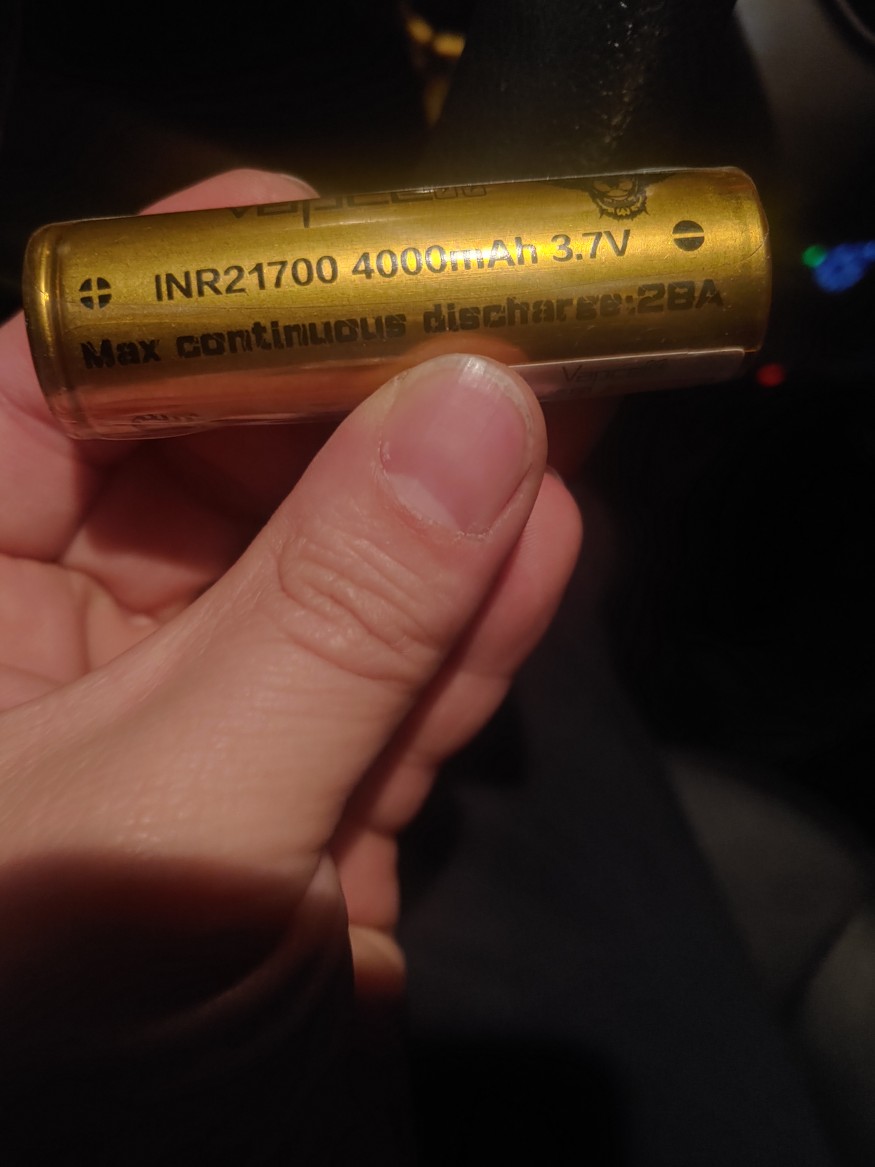 INR21700 4000mAh 3.7V
Max continuous discharge:28A